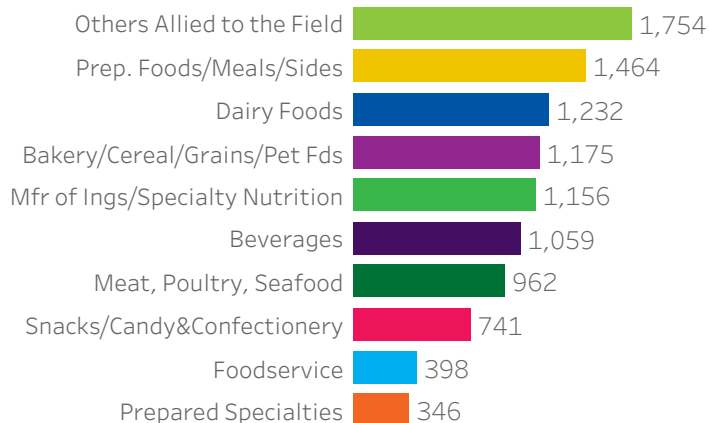 Others Allied to the Field 1,754
Prep. Foods/Meals/Sides 1,464
Dairy Foods 1,232
Bakery/Cereal/Grains/Pet Fds 1,175
Mfr of Ings/Specialty Nutrition 1,156
Beverages 1,059
Meat, Poultry, Seafood 962
Snacks/Candy&Confectionery 741
Foodservice 398
Prepared Specialties 346